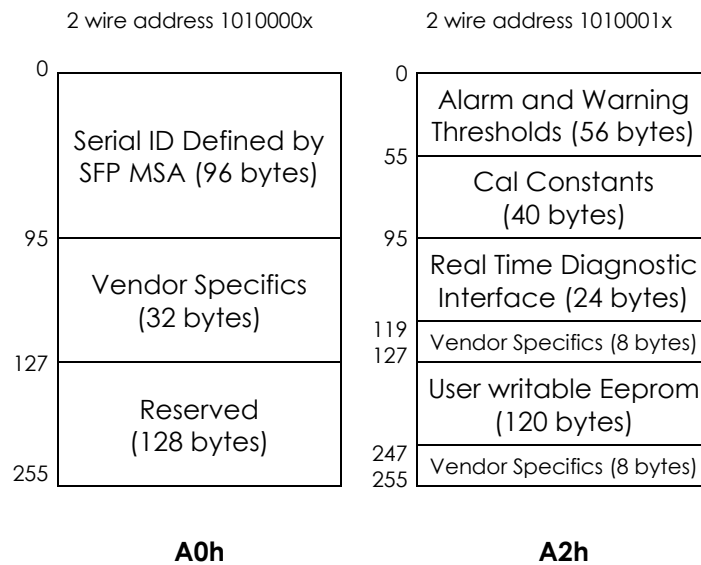 2 wire address 1010000x
0
Serial ID Defined by
SFP MSA (96 bytes)
95
Vendor Specifics
(32 bytes)
127
Reserved
(128 bytes)
255
A0h
2 wire address 1010001x
0
Alarm and Warning
Thresholds (56 bytes)
55
Cal Constants
(40 bytes)
95
Real Time Diagnostic
Interface (24 bytes)
119
Vendor Specifics (8 bytes)
127
User writable Eeprom
(120 bytes)
247
Vendor Specifics (8 bytes)
255
A2h